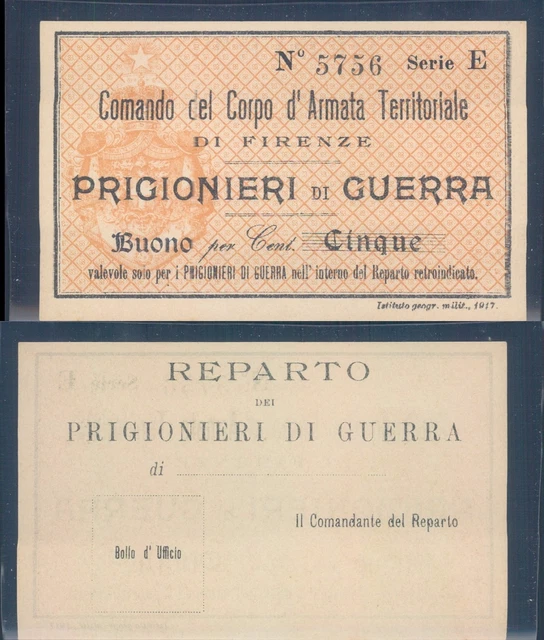 Nº 5756 Serie E
Comando del Corpo d'Armata Territoriale
DI FIRENZE
PRIGIONIERI DI GUERRA
Buono per Cent. Cinque
valevole solo per i PRIGIONIERI DI GUERRA nell'interno del Reparto retroindicato.
Istituto geogr. milit., 1917.
REPARTO
DEI
PRIGIONIERI DI GUERRA
di
Il Comandante del Reparto
Bollo d'Ufficio